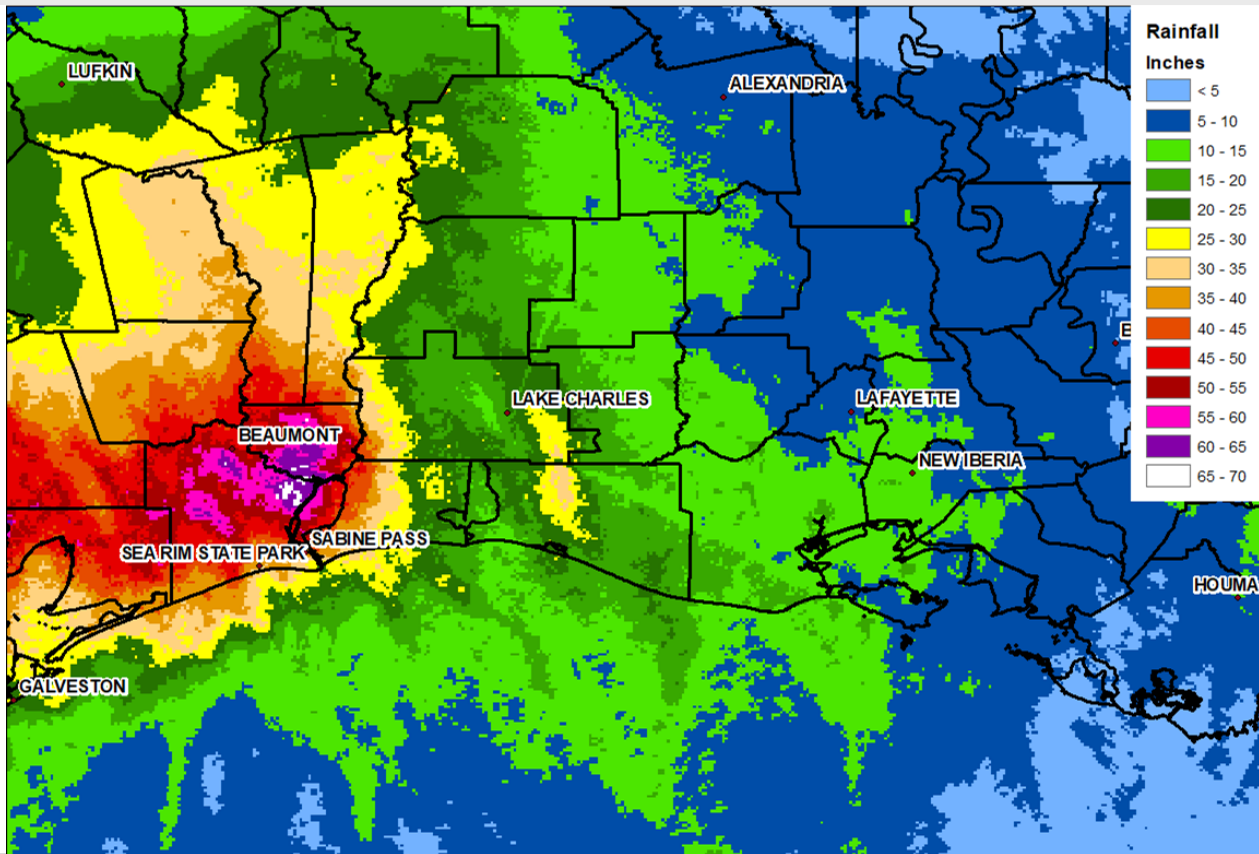 Rainfall
Inches
< 5
5 - 10
10 - 15
15 - 20
20 - 25
25 - 30
30 - 35
35 - 40
40 - 45
45 - 50
50 - 55
55 - 60
60 - 65
65 - 70
LUFKIN
ALEXANDRIA
LAKE CHARLES
LAFAYETTE
BEAUMONT
NEW IBERIA
SABINE PASS
SEA RIM STATE PARK
HOUMA
GALVESTON